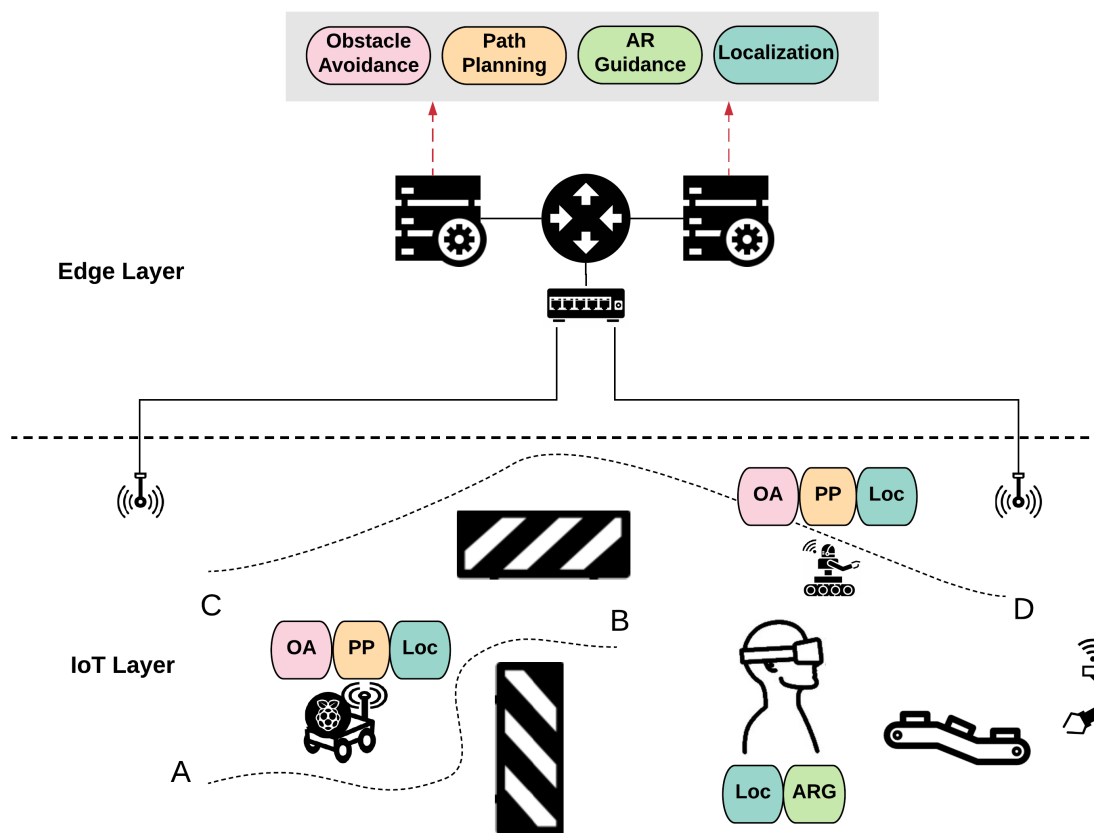 Obstacle
Avoidance
Path
Planning
AR
Guidance
Localization
Edge Layer
OA
PP
Loc
C
B
D
OA
PP
Loc
IoT Layer
A
Loc
ARG